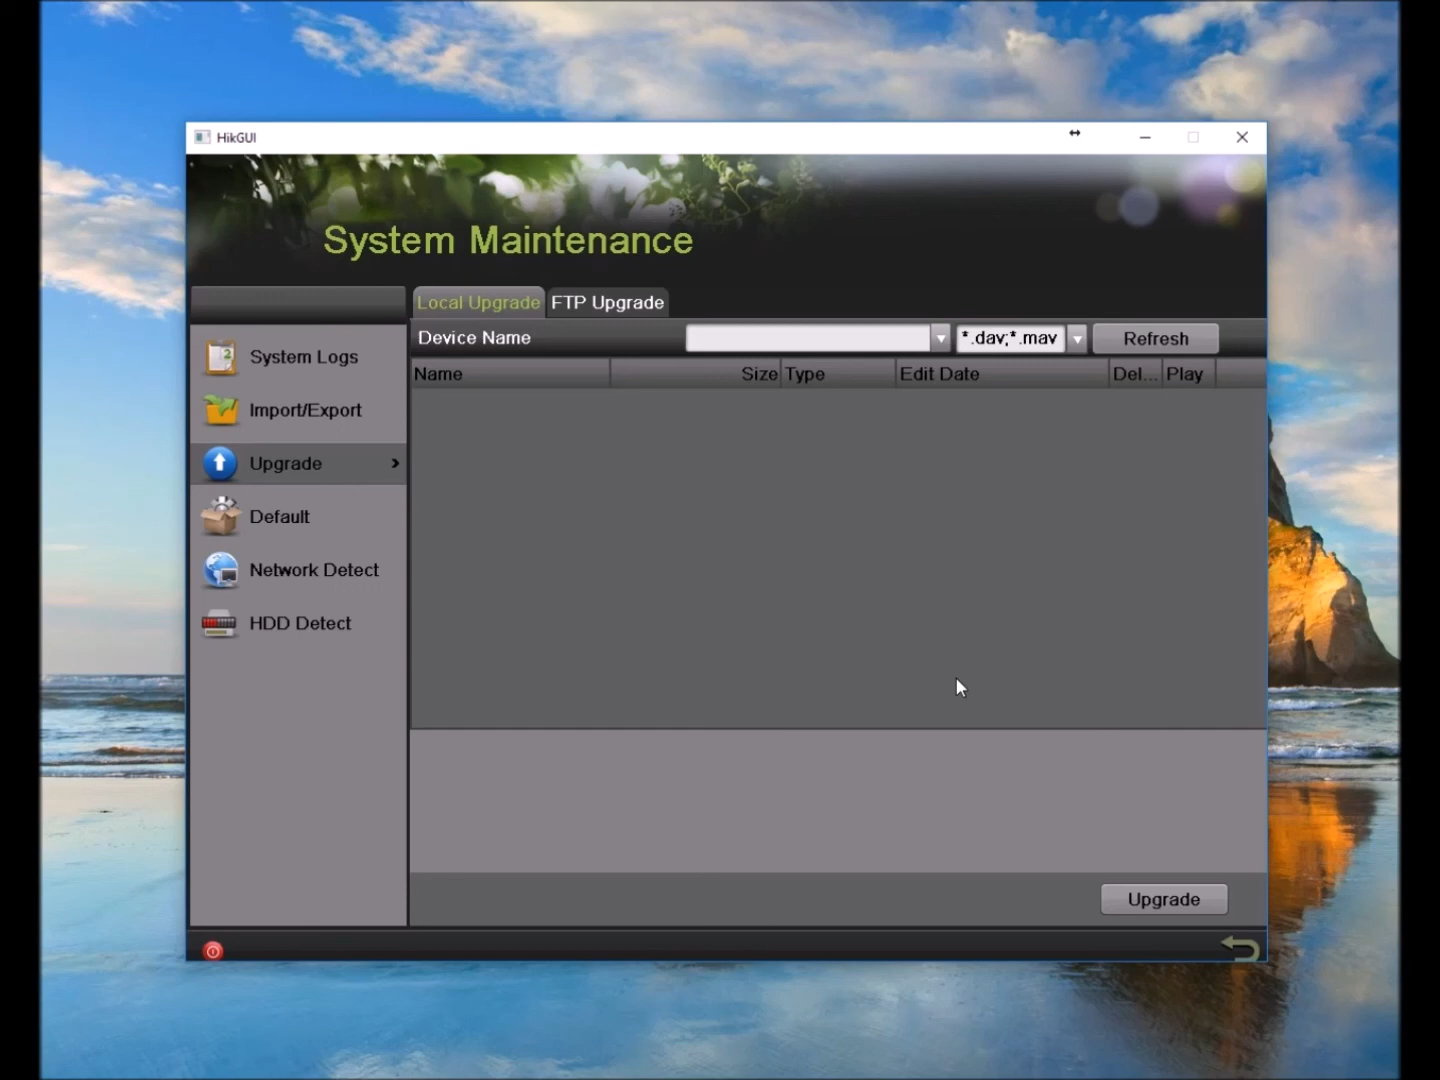 HikGUI
System Maintenance
Local Upgrade FTP Upgrade
Device Name *.dav;*.mav Refresh
Name Size Type Edit Date Del... Play
System Logs
Import/Export
Upgrade
Default
Network Detect
HDD Detect
Upgrade